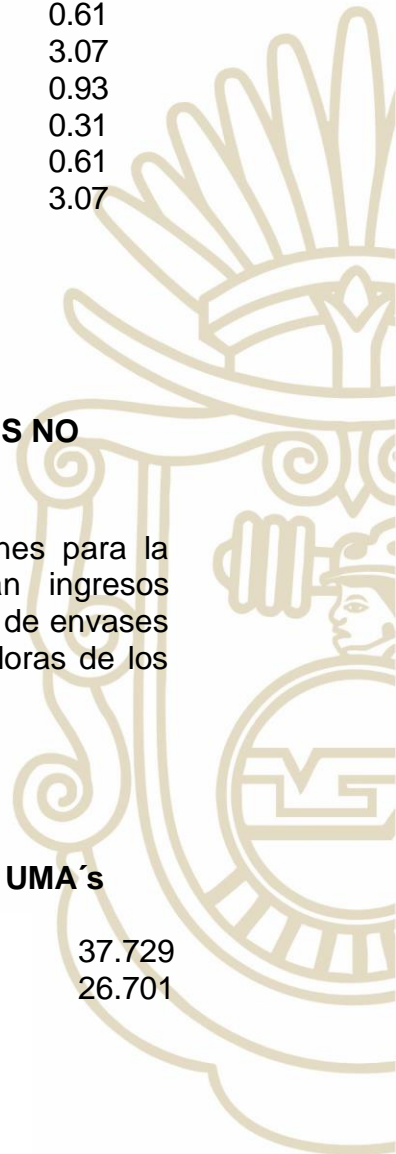 0.61
3.07
0.93
0.31
0.61
3.07
S NO
nes para la
an ingresos
de envases
loras de los
UMA´s
37.729
26.701